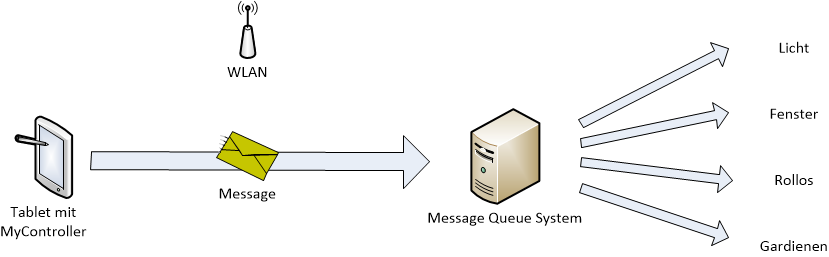 WLAN
Tablet mit
MyController
Message
Message Queue System
Licht
Fenster
Rollos
Gardienen